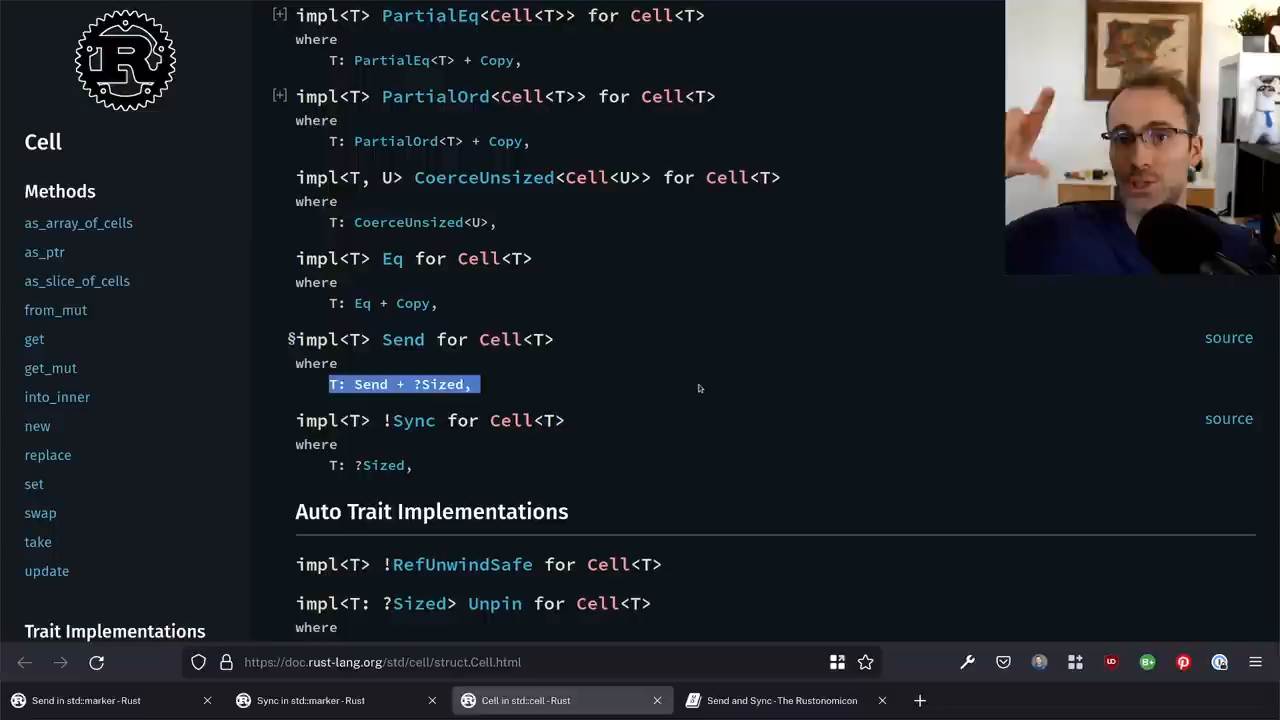 Cell
Methods
as_array_of_cells
as_ptr
as_slice_of_cells
from_mut
get
get_mut
into_inner
new
replace
set
swap
take
update
Trait Implementations
[+] impl<T> PartialEq<Cell<T>> for Cell<T>
where
T: PartialEq<T> + Copy,
[+] impl<T> PartialOrd<Cell<T>> for Cell<T>
where
T: PartialOrd<T> + Copy,
impl<T, U> CoerceUnsized<Cell<U>> for Cell<T>
where
T: CoerceUnsized<U>,
impl<T> Eq for Cell<T>
where
T: Eq + Copy,
§impl<T> Send for Cell<T> source
where
T: Send + ?Sized,
impl<T> !Sync for Cell<T> source
where
T: ?Sized,
Auto Trait Implementations
impl<T> !RefUnwindSafe for Cell<T>
impl<T: ?Sized> Unpin for Cell<T>
where
https://doc.rust-lang.org/std/cell/struct.Cell.html
Send in std::marker - Rust
Sync in std::marker - Rust
Cell in std::cell - Rust
Send and Sync - The Rustonomicon